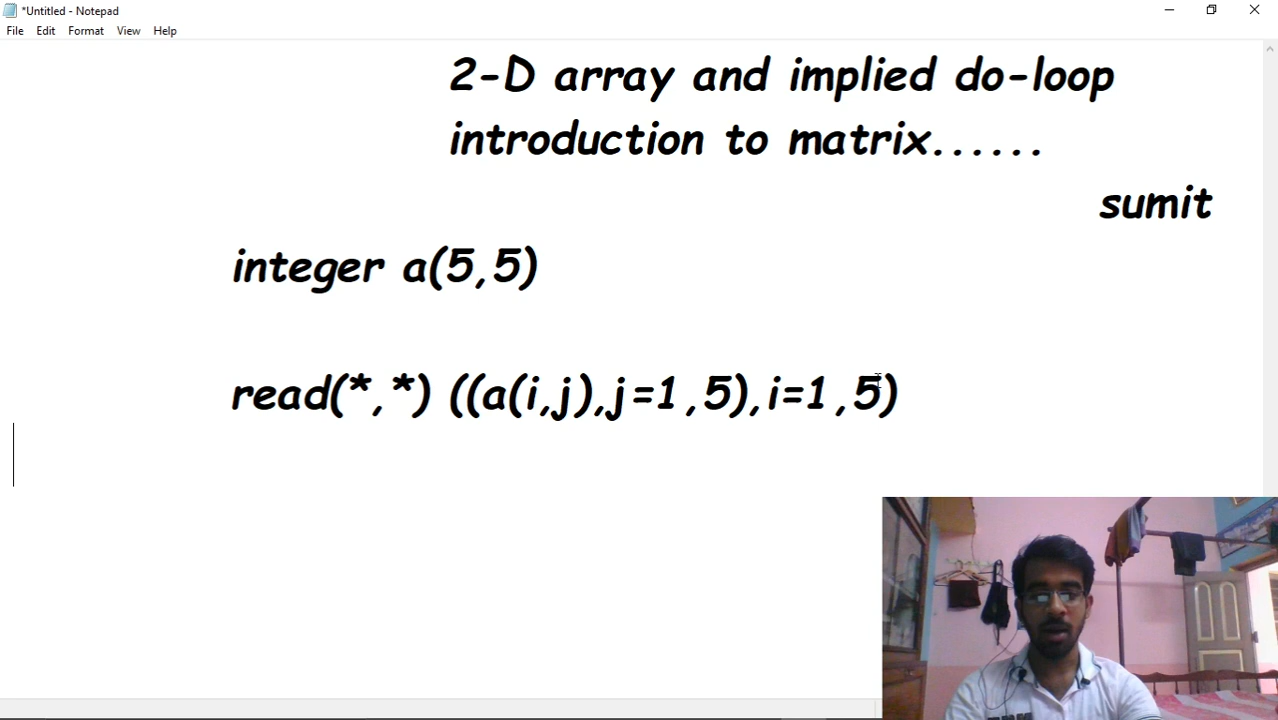 *Untitled - Notepad
File Edit Format View Help
2-D array and implied do-loop
introduction to matrix......
sumit
integer a(5,5)
read(*,*) ((a(i,j),j=1,5),i=1,5)